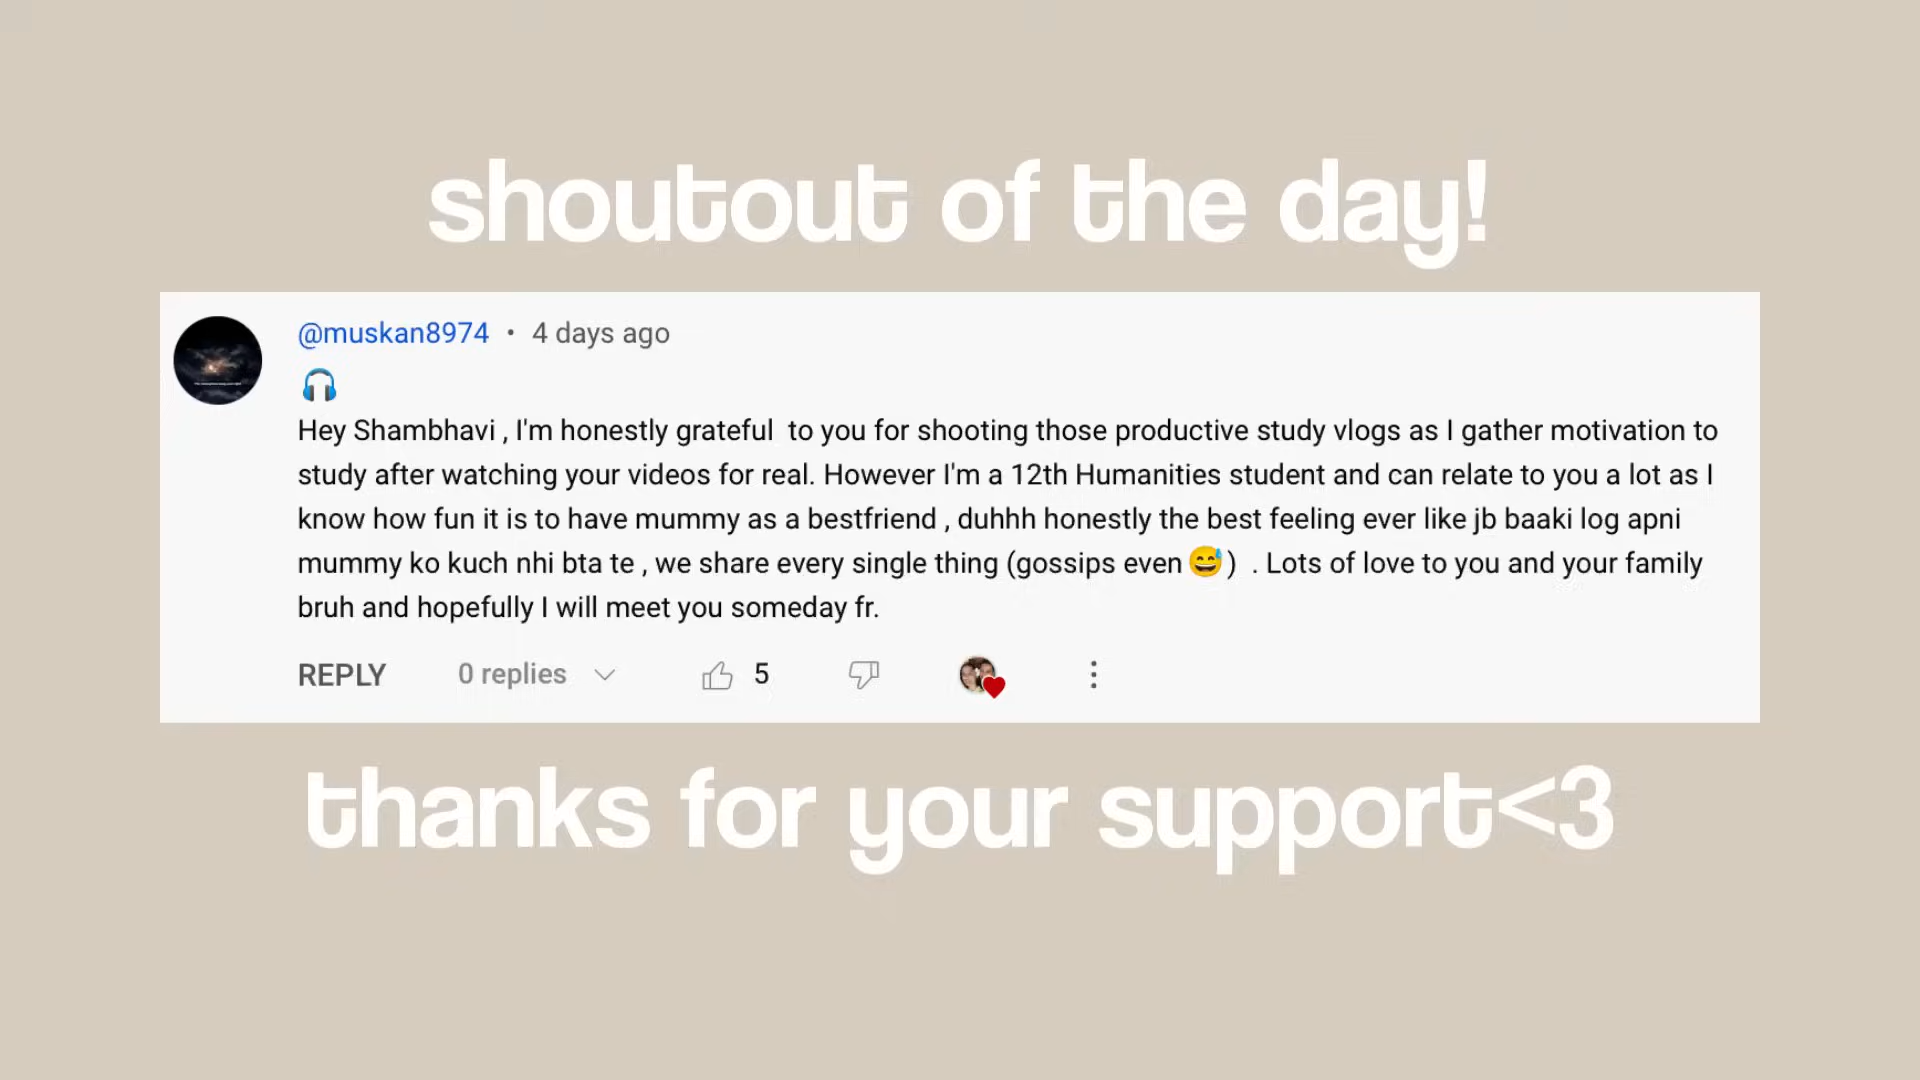 shoutout of the day!
@muskan8974 • 4 days ago
🎧
Hey Shambhavi , I'm honestly grateful  to you for shooting those productive study vlogs as I gather motivation to
study after watching your videos for real. However I'm a 12th Humanities student and can relate to you a lot as I
know how fun it is to have mummy as a bestfriend , duhhh honestly the best feeling ever like jb baaki log apni
mummy ko kuch nhi bta te , we share every single thing (gossips even 😅)  . Lots of love to you and your family
bruh and hopefully I will meet you someday fr.
REPLY 0 replies 5
thanks for your support<3